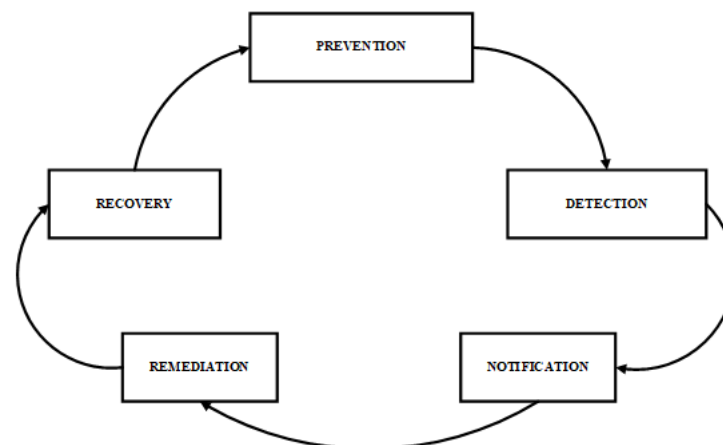 PREVENTION
RECOVERY
DETECTION
REMEDIATION
NOTIFICATION